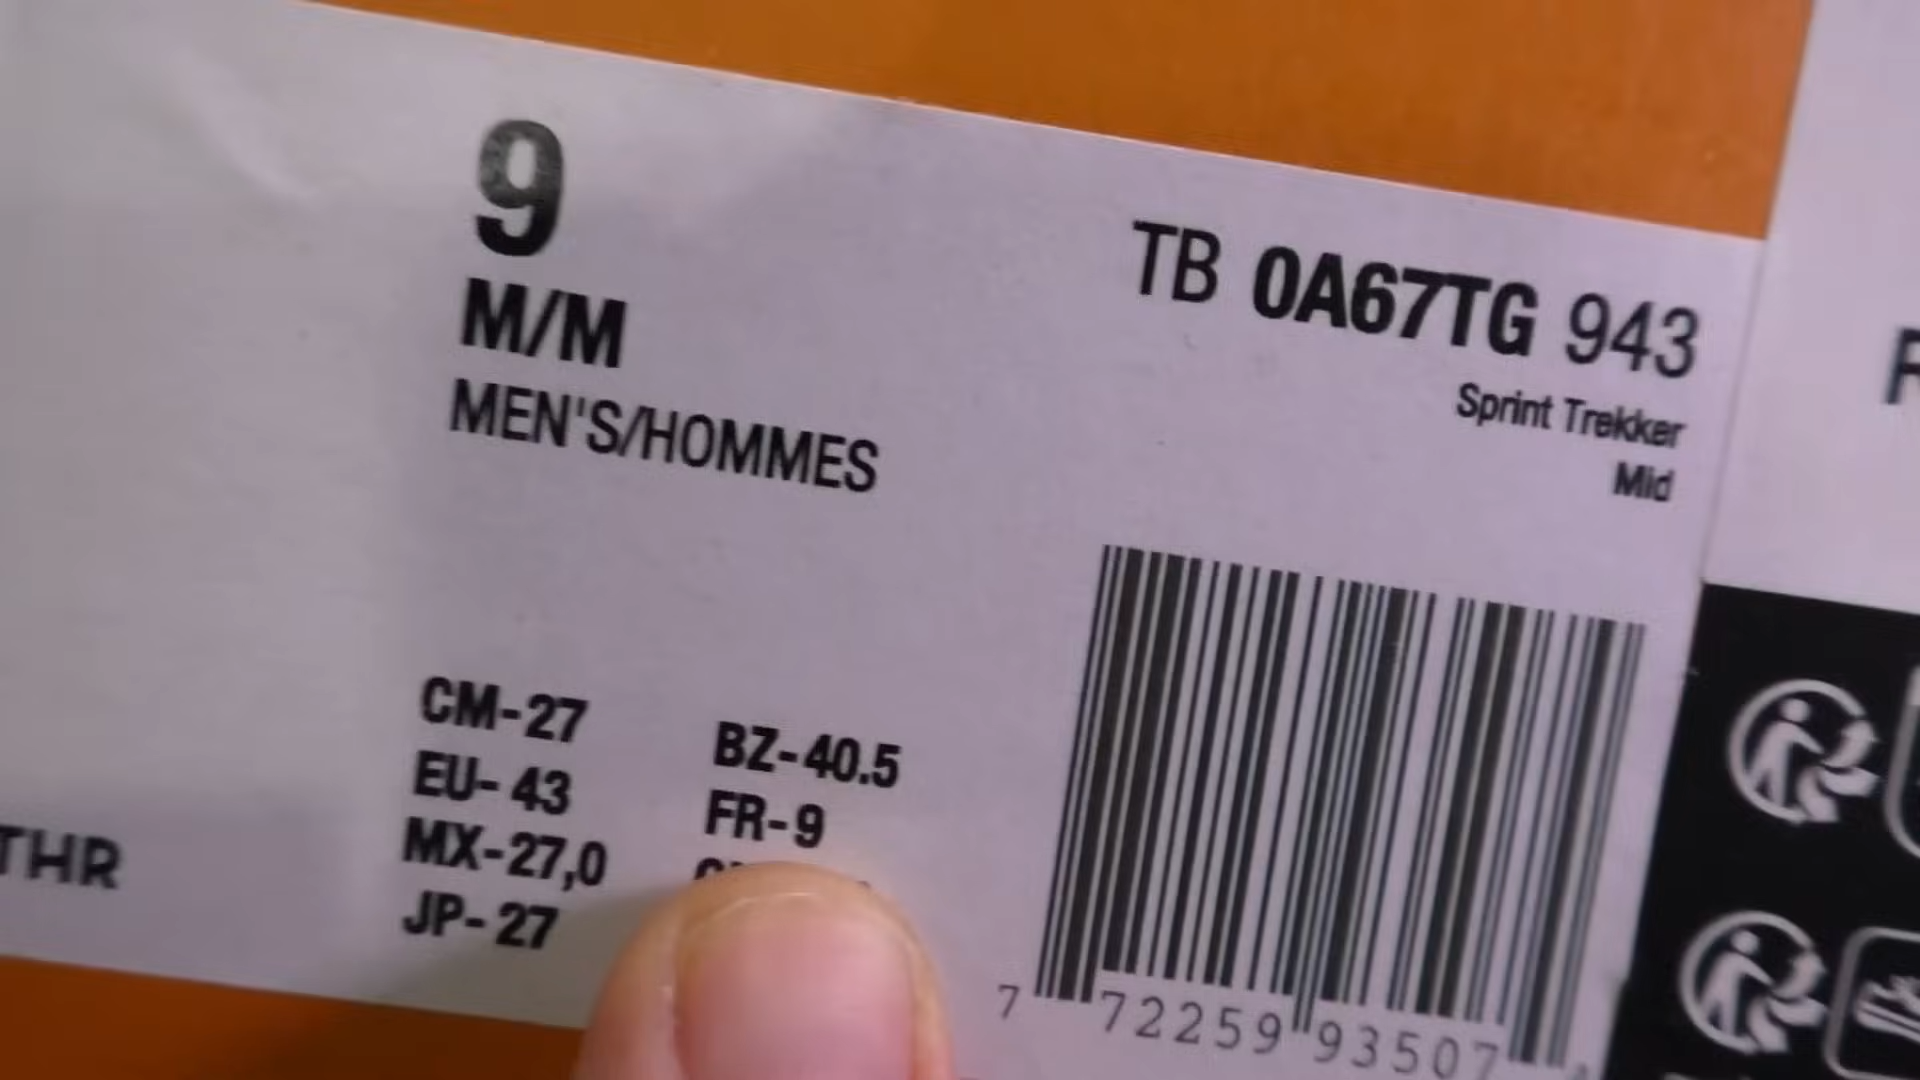 9
M/M
MEN'S/HOMMES
TB 0A67TG 943
Sprint Trekker
Mid
CM-27
EU-43
MX-27,0
JP-27
BZ-40.5
FR-9
THR
7 72259 93507